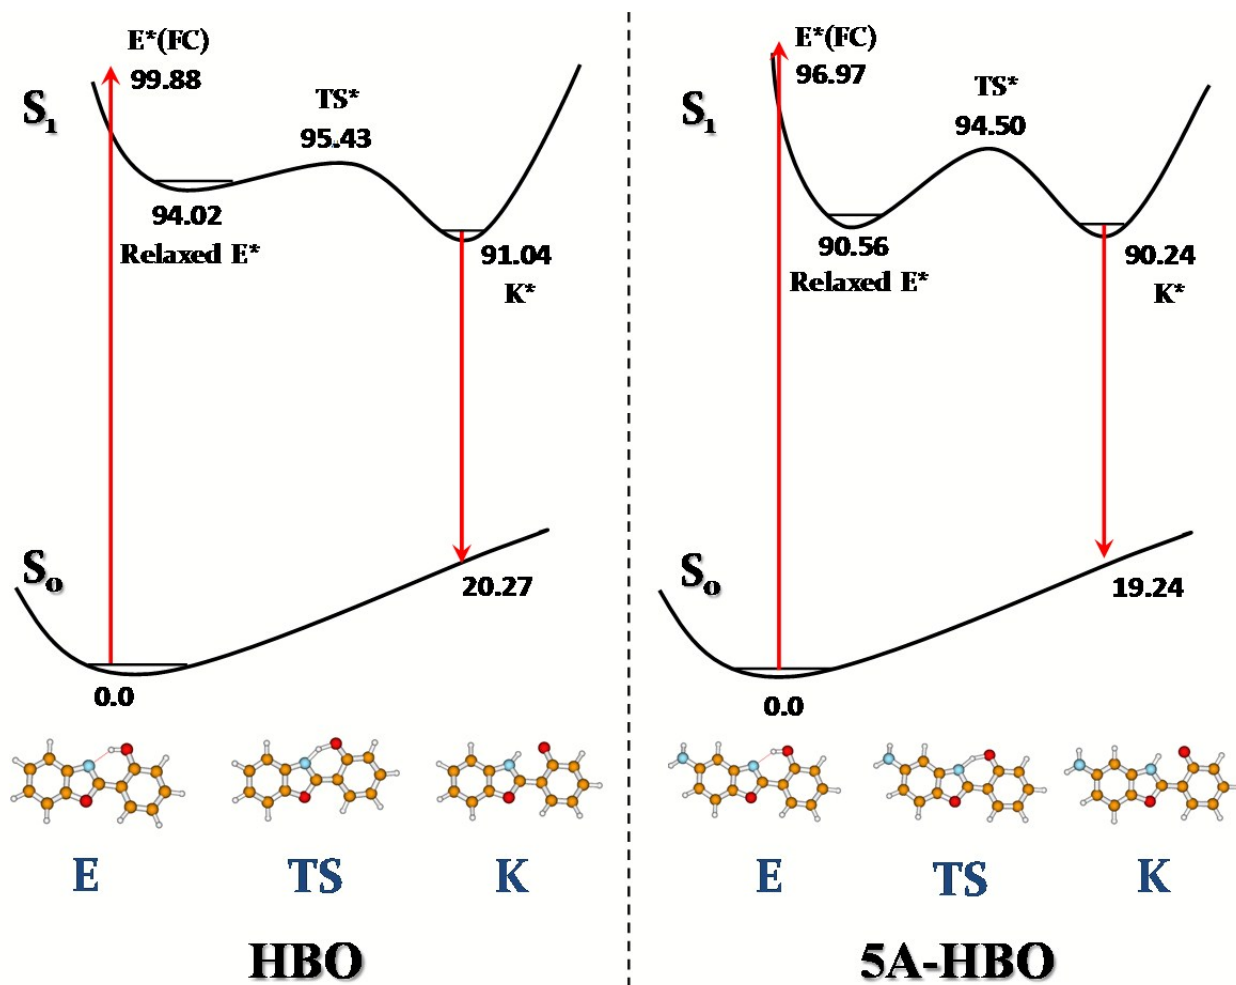 E*(FC)
99.88
S₁
TS*
95.43
94.02
Relaxed E*
91.04
K*
S₀
20.27
0.0
E
TS
K
HBO
E*(FC)
96.97
S₁
TS*
94.50
90.56
Relaxed E*
90.24
K*
S₀
19.24
0.0
E
TS
K
5A-HBO